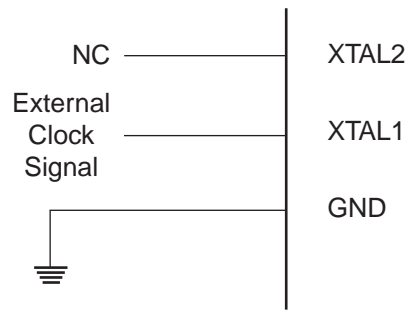 NC
XTAL2
External
Clock
Signal
XTAL1
GND